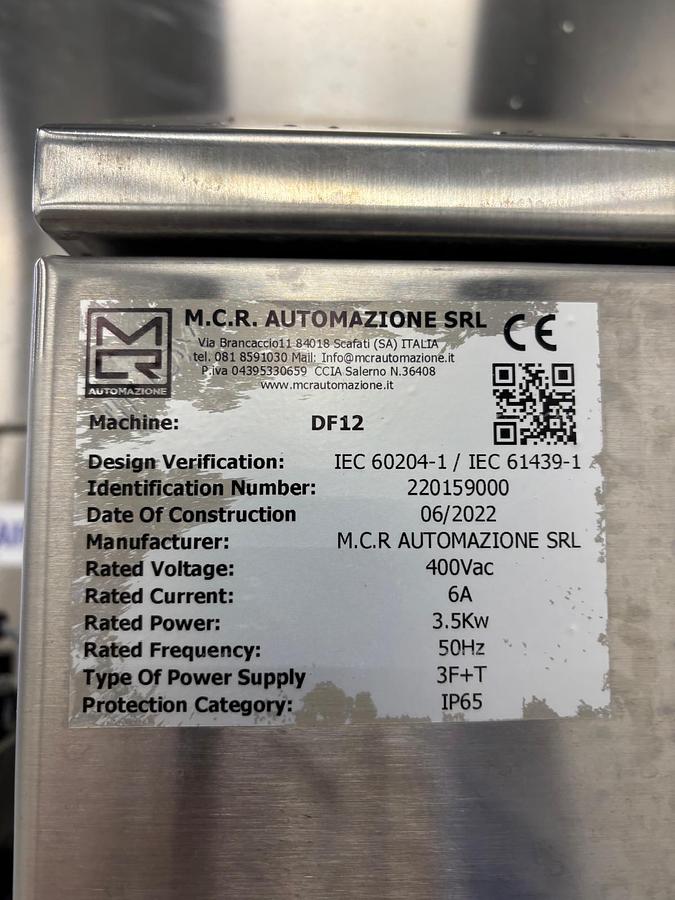 M.C.R. AUTOMAZIONE SRL
CE
Via Brancaccio11 84018 Scafati (SA) ITALIA
tel. 081 8591030 Mail: Info@mcrautomazione.it
P.iva 04395330659 CCIA Salerno N.36408
www.mcrautomazione.it
MCR
AUTOMAZIONE
Machine: DF12
Design Verification: IEC 60204-1 / IEC 61439-1
Identification Number: 220159000
Date Of Construction 06/2022
Manufacturer: M.C.R AUTOMAZIONE SRL
Rated Voltage: 400Vac
Rated Current: 6A
Rated Power: 3.5Kw
Rated Frequency: 50Hz
Type Of Power Supply 3F+T
Protection Category: IP65